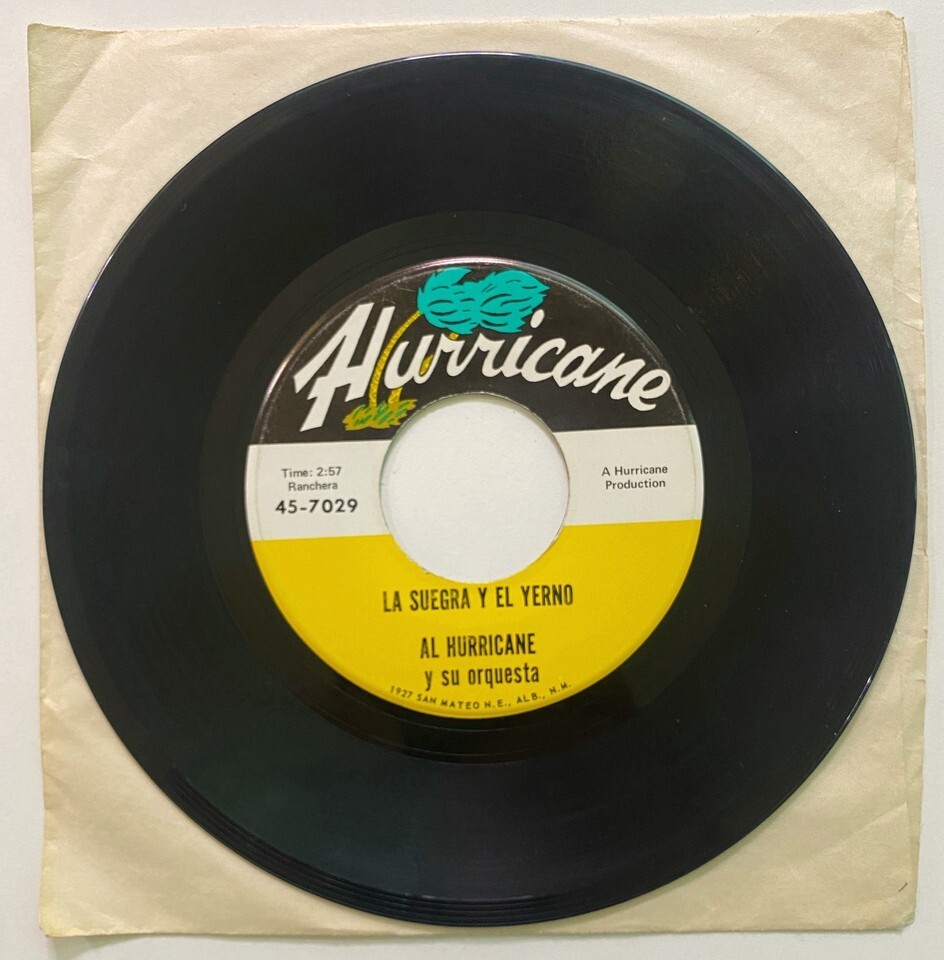 Hurricane
Time: 2:57
Ranchera
45-7029
A Hurricane
Production
LA SUEGRA Y EL YERNO
AL HURRICANE
y su orquesta
1927 SAN MATEO N.E., ALB., N.M.